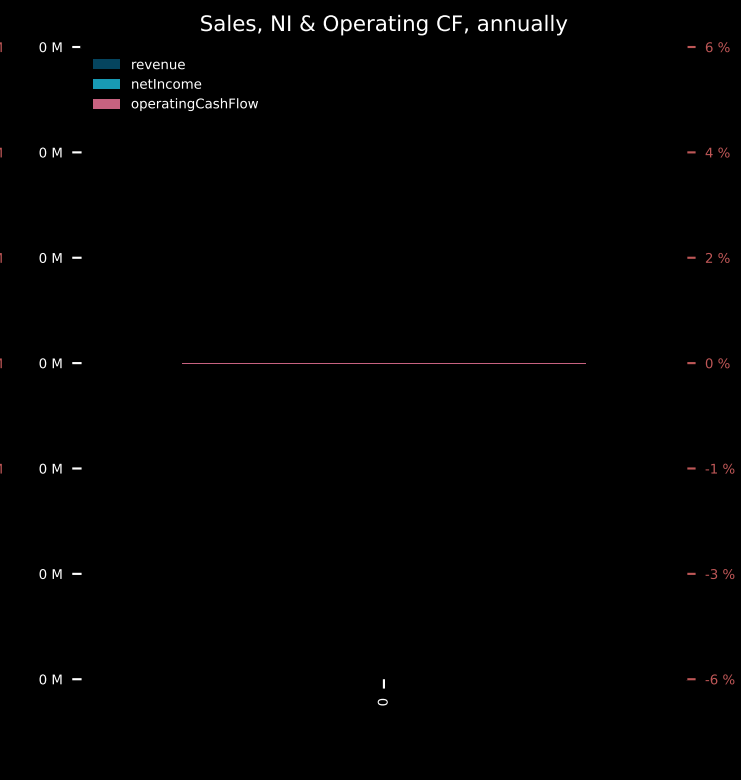 Sales, NI & Operating CF, annually
0 M
6 %
revenue
netIncome
operatingCashFlow
0 M
4 %
0 M
2 %
0 M
0 %
0 M
-1 %
0 M
-3 %
0 M
-6 %
0